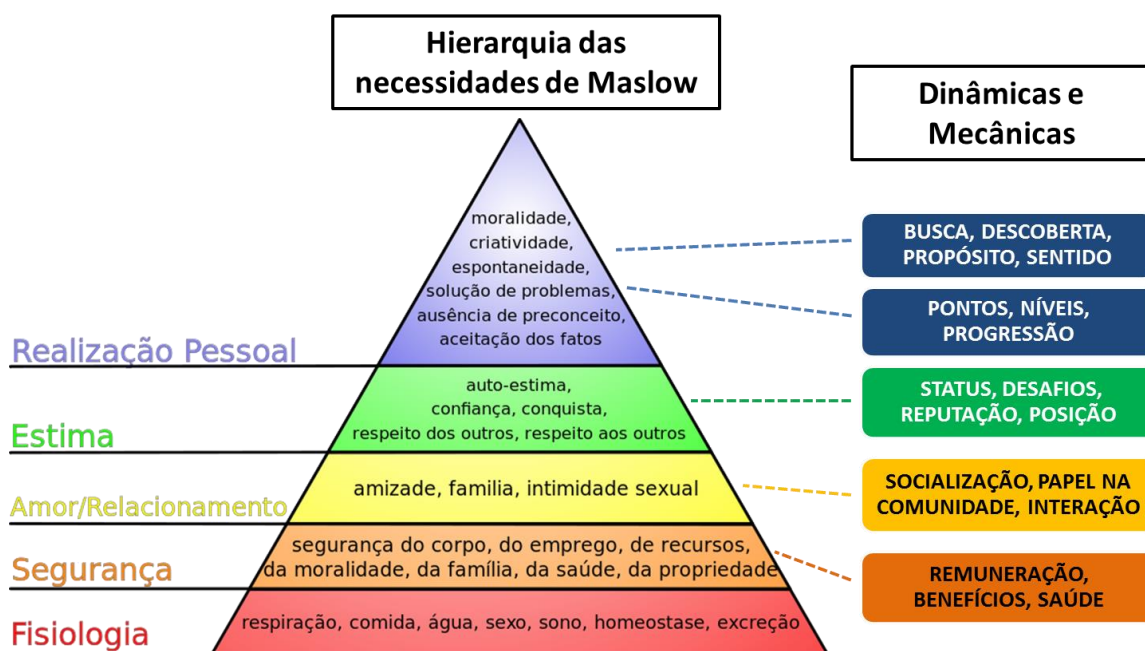 Hierarquia das
necessidades de Maslow
Dinâmicas e
Mecânicas
moralidade,
criatividade,
espontaneidade,
solução de problemas,
ausência de preconceito,
aceitação dos fatos
Realização Pessoal
BUSCA, DESCOBERTA,
PROPÓSITO, SENTIDO
PONTOS, NÍVEIS,
PROGRESSÃO
auto-estima,
confiança, conquista,
respeito dos outros, respeito aos outros
Estima
STATUS, DESAFIOS,
REPUTAÇÃO, POSIÇÃO
amizade, familia, intimidade sexual
Amor/Relacionamento
SOCIALIZAÇÃO, PAPEL NA
COMUNIDADE, INTERAÇÃO
segurança do corpo, do emprego, de recursos,
da moralidade, da família, da saúde, da propriedade
Segurança
REMUNERAÇÃO,
BENEFÍCIOS, SAÚDE
respiração, comida, água, sexo, sono, homeostase, excreção
Fisiologia